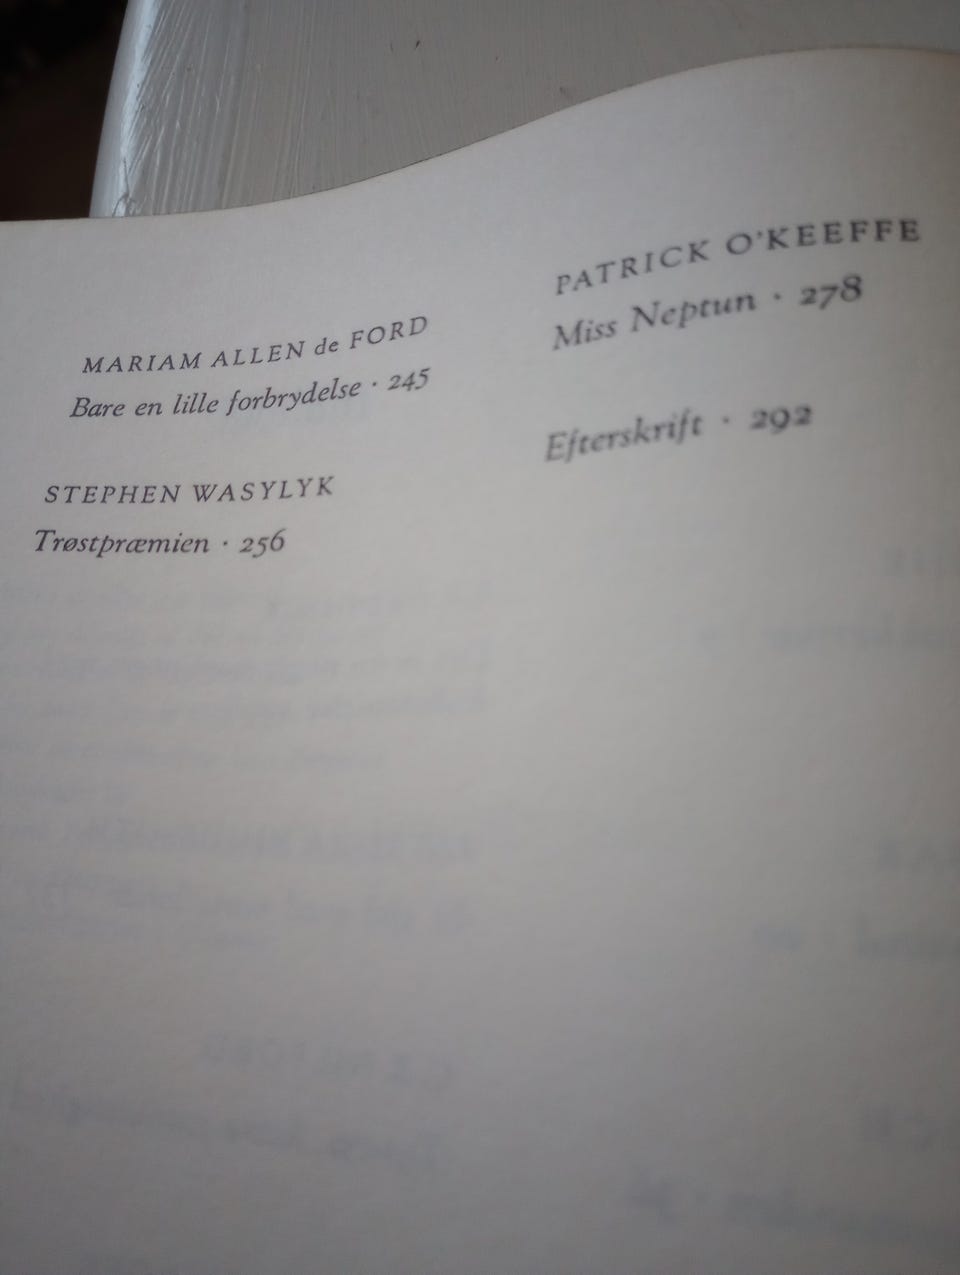 MARIAM ALLEN de FORD
Bare en lille forbrydelse · 245
STEPHEN WASYLYK
Trøstpræmien · 256
PATRICK O'KEEFFE
Miss Neptun · 278
Efterskrift · 292